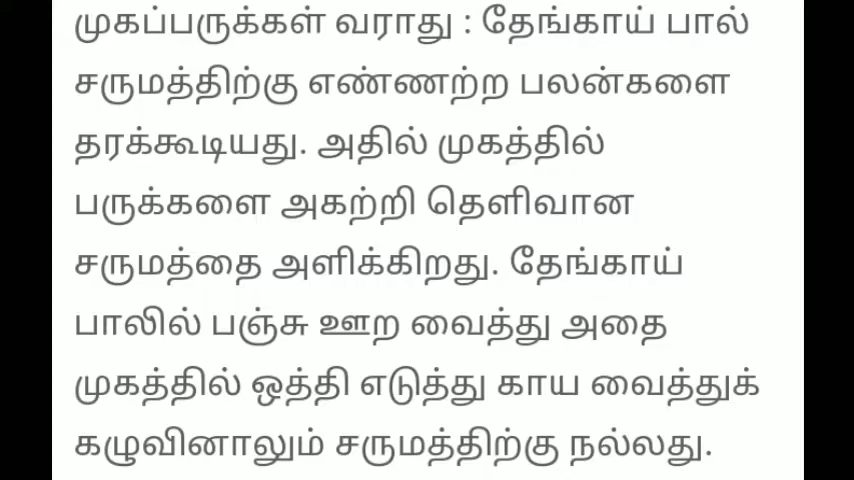 முகப்பருக்கள் வராது : தேங்காய் பால்
சருமத்திற்கு எண்ணற்ற பலன்களை
தரக்கூடியது. அதில் முகத்தில்
பருக்களை அகற்றி தெளிவான
சருமத்தை அளிக்கிறது. தேங்காய்
பாலில் பஞ்சு ஊற வைத்து அதை
முகத்தில் ஒத்தி எடுத்து காய வைத்துக்
கழுவினாலும் சருமத்திற்கு நல்லது.